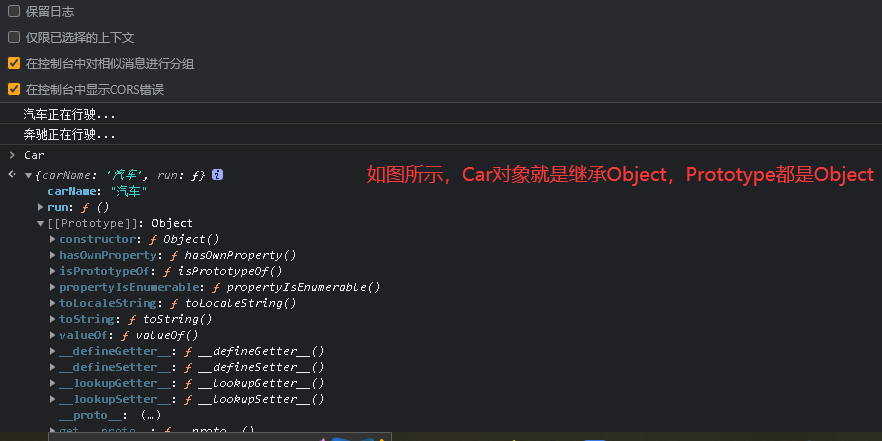 保留日志
仅限已选择的上下文
在控制台中对相似消息进行分组
在控制台中显示CORS错误
汽车正在行驶...
奔驰正在行驶...
Car
{carName: '汽车', run: ƒ} i
如图所示，Car对象就是继承Object，Prototype都是Object
carName: "汽车"
run: ƒ ()
[[Prototype]]: Object
constructor: ƒ Object()
hasOwnProperty: ƒ hasOwnProperty()
isPrototypeOf: ƒ isPrototypeOf()
propertyIsEnumerable: ƒ propertyIsEnumerable()
toLocaleString: ƒ toLocaleString()
toString: ƒ toString()
valueOf: ƒ valueOf()
__defineGetter__: ƒ __defineGetter__()
__defineSetter__: ƒ __defineSetter__()
__lookupGetter__: ƒ __lookupGetter__()
__lookupSetter__: ƒ __lookupSetter__()
__proto__: (…)
get __proto__: ƒ __proto__()